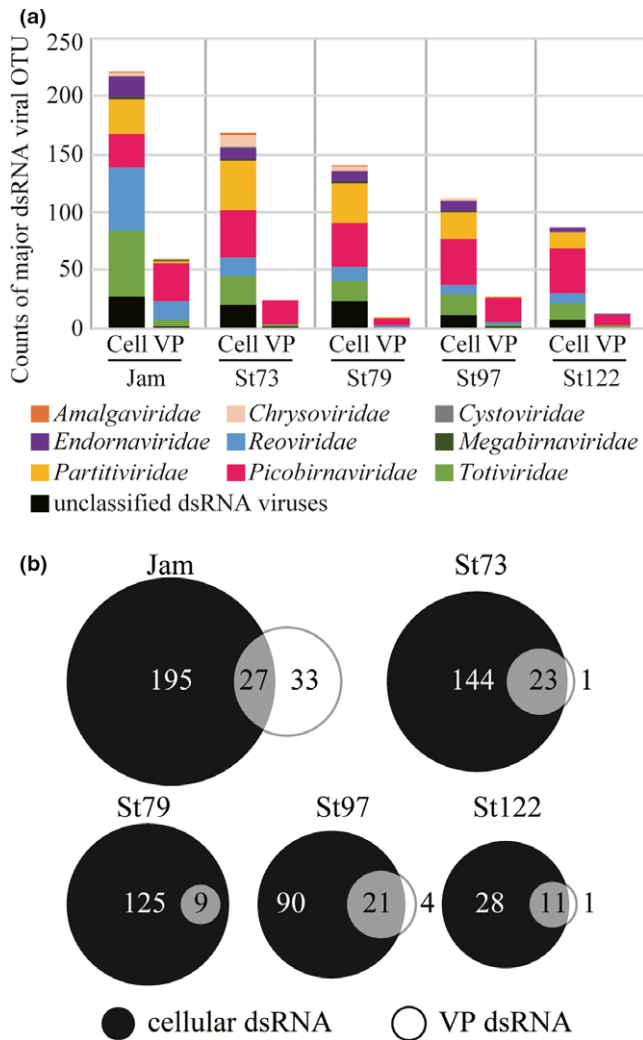 (a)
Counts of major dsRNA viral OTU
250
200
150
100
50
0
Cell VP Cell VP Cell VP Cell VP Cell VP
Jam St73 St79 St97 St122
Amalgaviridae Chrysoviridae Cystoviridae
Endornaviridae Reoviridae Megabirnaviridae
Partitiviridae Picobirnaviridae Totiviridae
unclassified dsRNA viruses
(b)
Jam St73
195 27 33 144 23 1
St79 St97 St122
125 9 90 21 4 28 11 1
cellular dsRNA VP dsRNA